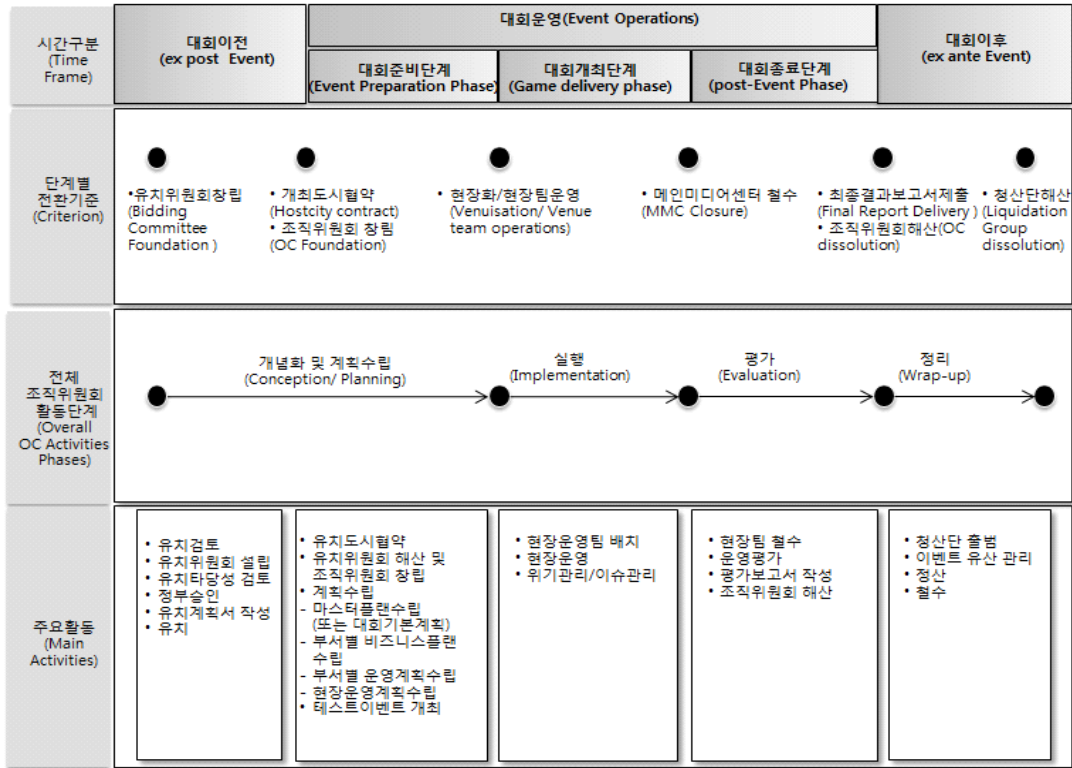 시간구분
(Time
Frame)
대회이전
(ex post Event)
대회운영(Event Operations)
대회준비단계
(Event Preparation Phase)
대회개최단계
(Game delivery phase)
대회종료단계
(post-Event Phase)
대회이후
(ex ante Event)
단계별
전환기준
(Criterion)
•유치위원회창립
(Bidding
Committee
Foundation )
• 개최도시협약
(Hostcity contract)
• 조직위원회 창림
(OC Foundation)
• 현장화/현장팀운영
(Venuisation/ Venue
team operations)
• 메인미디어센터 철수
(MMC Closure)
• 최종결과보고서제출
(Final Report Delivery )
• 조직위원회해산(OC
dissolution)
• 청산단해산
(Liquidation
Group
dissolution)
전체
조직위원회
활동단계
(Overall
OC Activities
Phases)
개념화 및 계획수립
(Conception/ Planning)
실행
(Implementation)
평가
(Evaluation)
정리
(Wrap-up)
주요활동
(Main
Activities)
• 유치검토
• 유치위원회 설립
• 유치타당성 검토
• 정부승인
• 유치계획서 작성
• 유치
• 유치도시협약
• 유치위원회 해산 및
조직위원회 창립
• 계획수립
- 마스터플랜수립
(또는 대회기본계획)
- 부서별 비즈니스플랜
수립
- 부서별 운영계획수립
- 현장운영계획수립
• 테스트이벤트 개최
• 현장운영팀 배치
• 현장운영
• 위기관리/이슈관리
• 현장팀 철수
• 운영평가
• 평가보고서 작성
• 조직위원회 해산
• 청산단 출범
• 이벤트 유산 관리
• 정산
• 철수